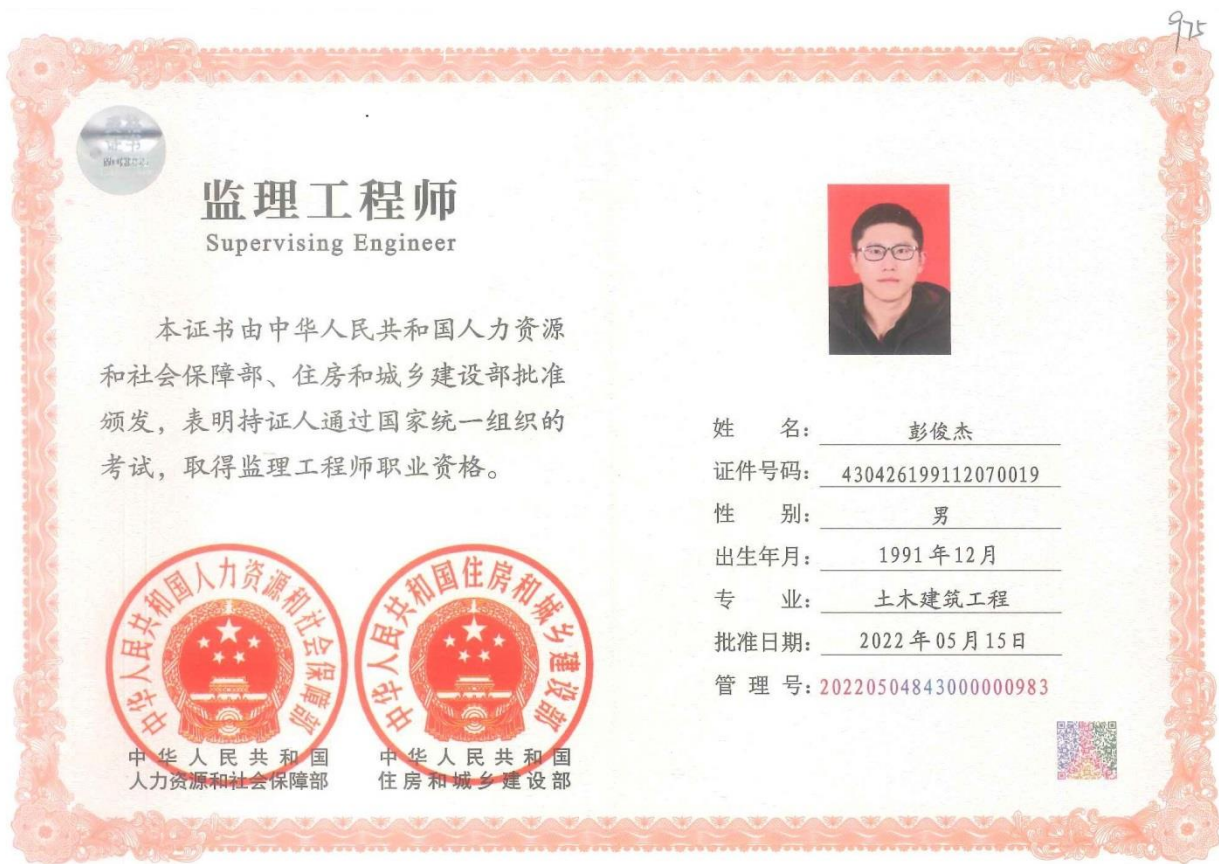 975
监理工程师
Supervising Engineer
本证书由中华人民共和国人力资源
和社会保障部、住房和城乡建设部批准
颁发，表明持证人通过国家统一组织的
考试，取得监理工程师职业资格。
中华人民共和国人力资源和社会保障部
中华人民共和国
人力资源和社会保障部
中华人民共和国住房和城乡建设部
中华人民共和国
住房和城乡建设部
姓名：彭俊杰
证件号码：430426199112070019
性别：男
出生年月：1991年12月
专业：土木建筑工程
批准日期：2022年05月15日
管理号：20220504843000000983